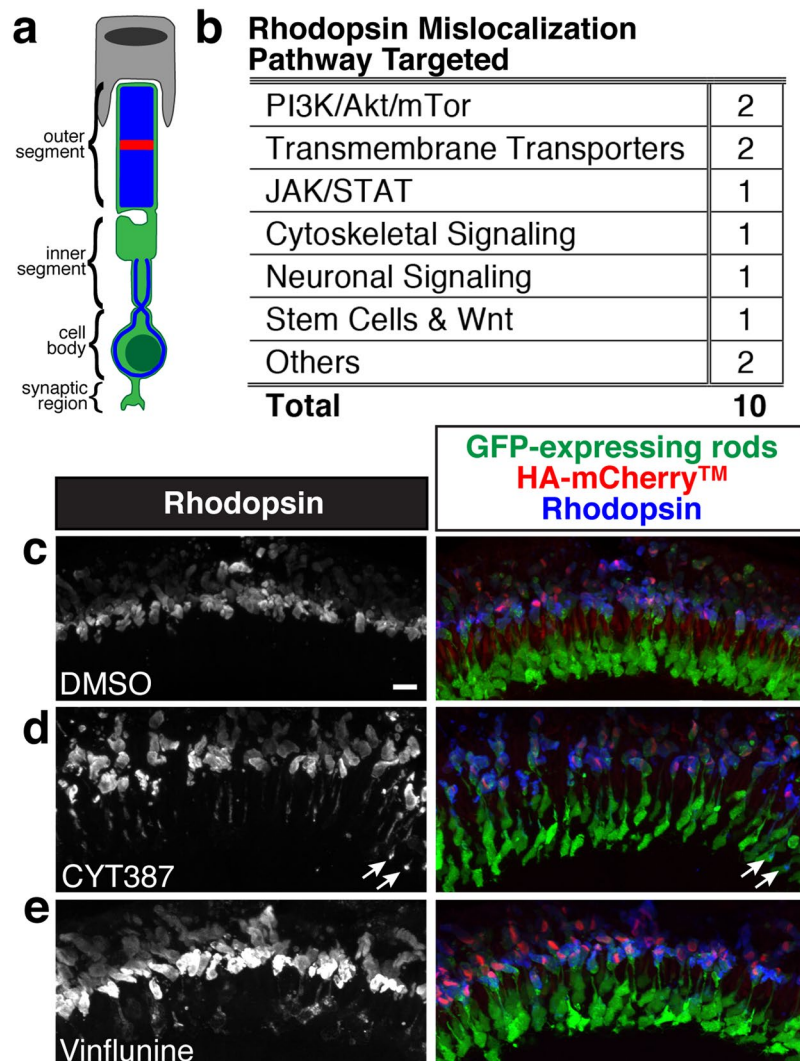 a
outer
segment
inner
segment
cell
body
synaptic
region
b
Rhodopsin Mislocalization
Pathway Targeted
PI3K/Akt/mTor 2
Transmembrane Transporters 2
JAK/STAT 1
Cytoskeletal Signaling 1
Neuronal Signaling 1
Stem Cells & Wnt 1
Others 2
Total 10
Rhodopsin
GFP-expressing rods
HA-mCherryTM
Rhodopsin
c
DMSO
d
CYT387
e
Vinflunine